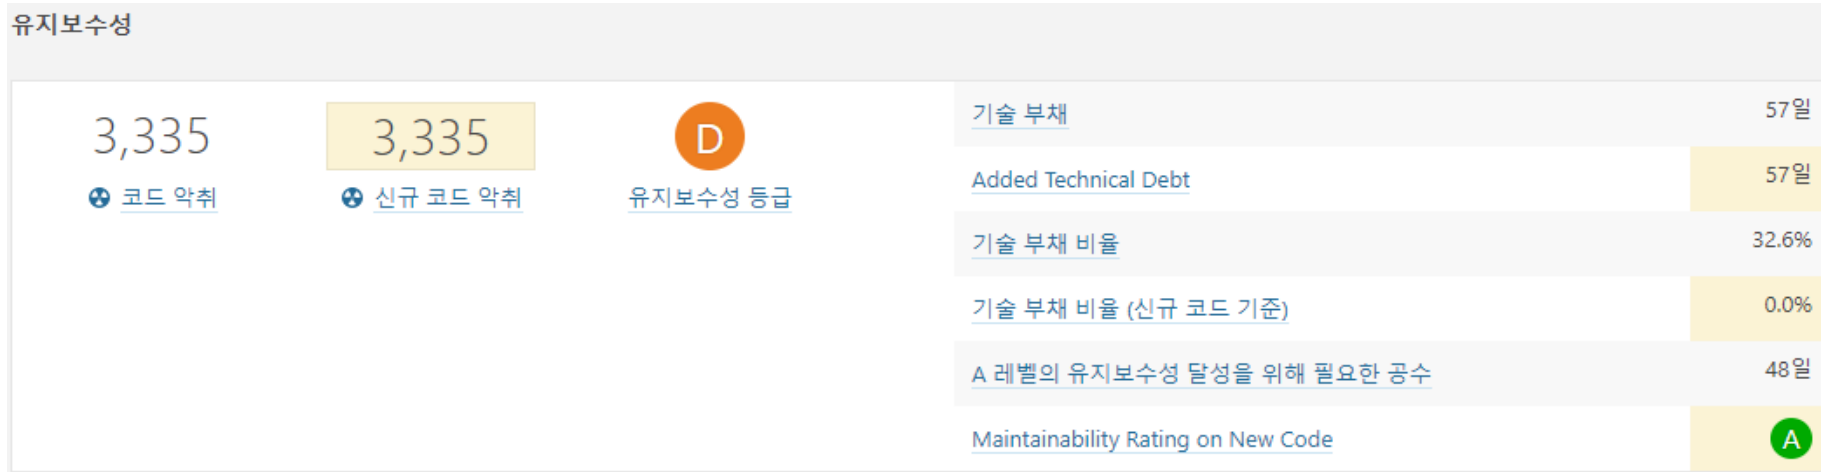 유지보수성
3,335
코드 악취
3,335
신규 코드 악취
D
유지보수성 등급
기술 부채 57일
Added Technical Debt 57일
기술 부채 비율 32.6%
기술 부채 비율 (신규 코드 기준) 0.0%
A 레벨의 유지보수성 달성을 위해 필요한 공수 48일
Maintainability Rating on New Code A